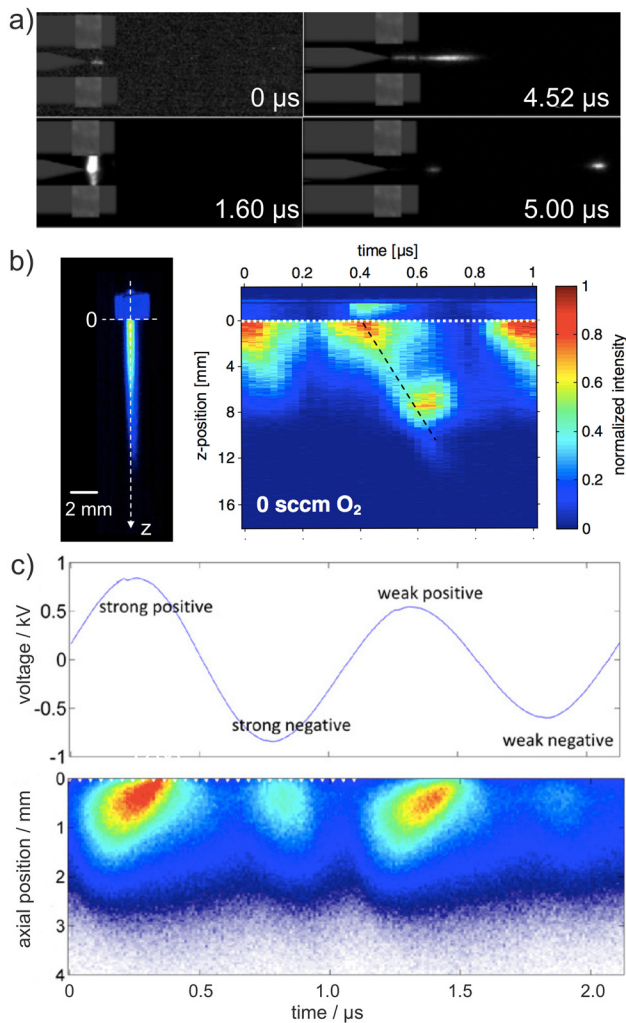 a)
0 µs
4.52 µs
1.60 µs
5.00 µs
b)
0
2 mm
z
time [µs]
0 0.2 0.4 0.6 0.8 1
0
4
8
12
16
z-position [mm]
0 sccm O₂
1
0.8
0.6
0.4
0.2
0
normalized intensity
c)
1
0.5
0
-0.5
-1
voltage / kV
strong positive
weak positive
strong negative
weak negative
0
1
2
3
4
axial position / mm
0 0.5 1.0 1.5 2.0
time / µs